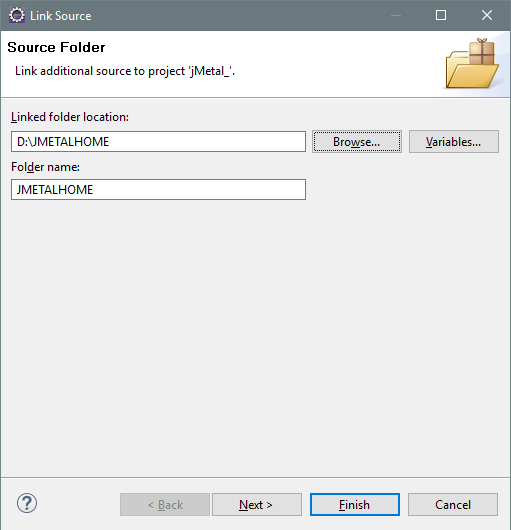 Link Source
Source Folder
Link additional source to project 'jMetal_'.
Linked folder location:
D:\JMETALHOME
Browse...
Variables...
Folder name:
JMETALHOME
?
< Back
Next >
Finish
Cancel